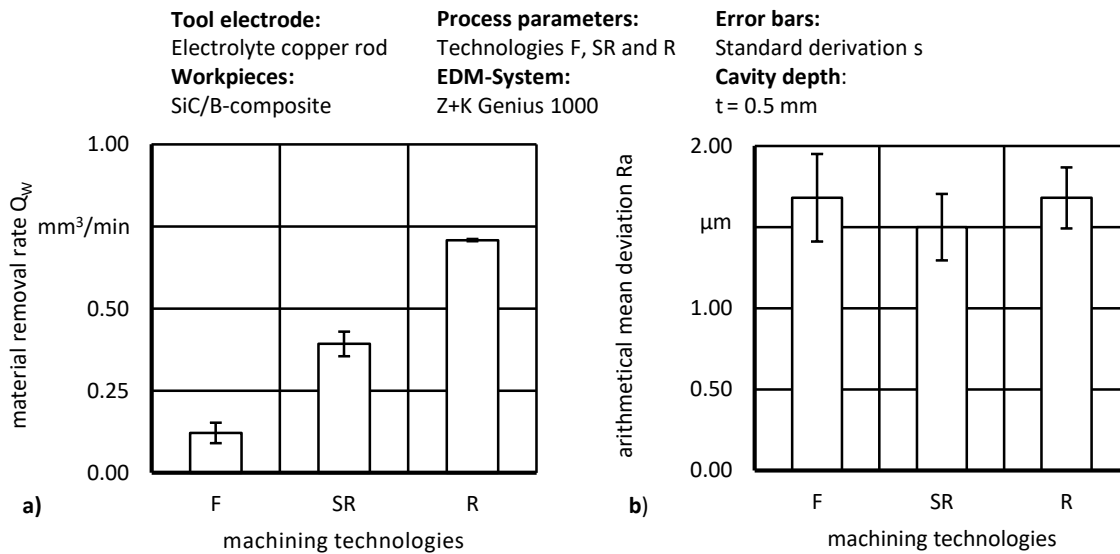 Tool electrode:
Electrolyte copper rod
Workpieces:
SiC/B-composite
Process parameters:
Technologies F, SR and R
EDM-System:
Z+K Genius 1000
Error bars:
Standard derivation s
Cavity depth:
t = 0.5 mm
material removal rate Q_W
1.00
mm³/min
0.50
0.25
0.00
F SR R
machining technologies
a)
arithmetical mean deviation Ra
2.00
µm
1.00
0.50
0.00
F SR R
machining technologies
b)